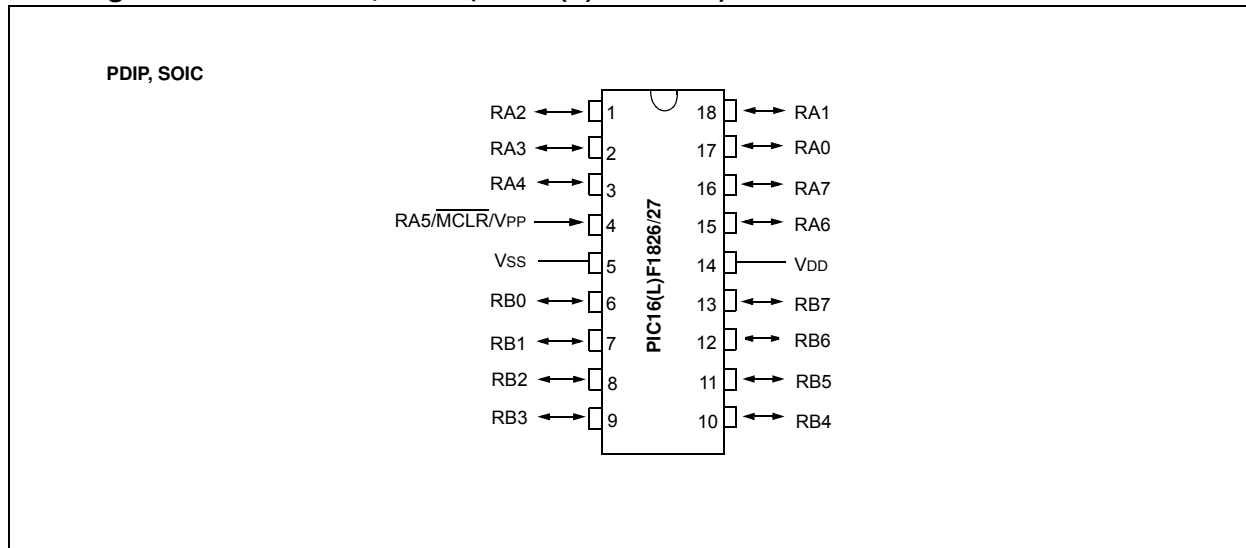 PDIP, SOIC
RA2 1 18 RA1
RA3 2 17 RA0
RA4 3 16 RA7
RA5/MCLR/VPP 4 15 RA6
VSS 5 14 VDD
RB0 6 13 RB7
RB1 7 12 RB6
RB2 8 11 RB5
RB3 9 10 RB4
PIC16(L)F1826/27